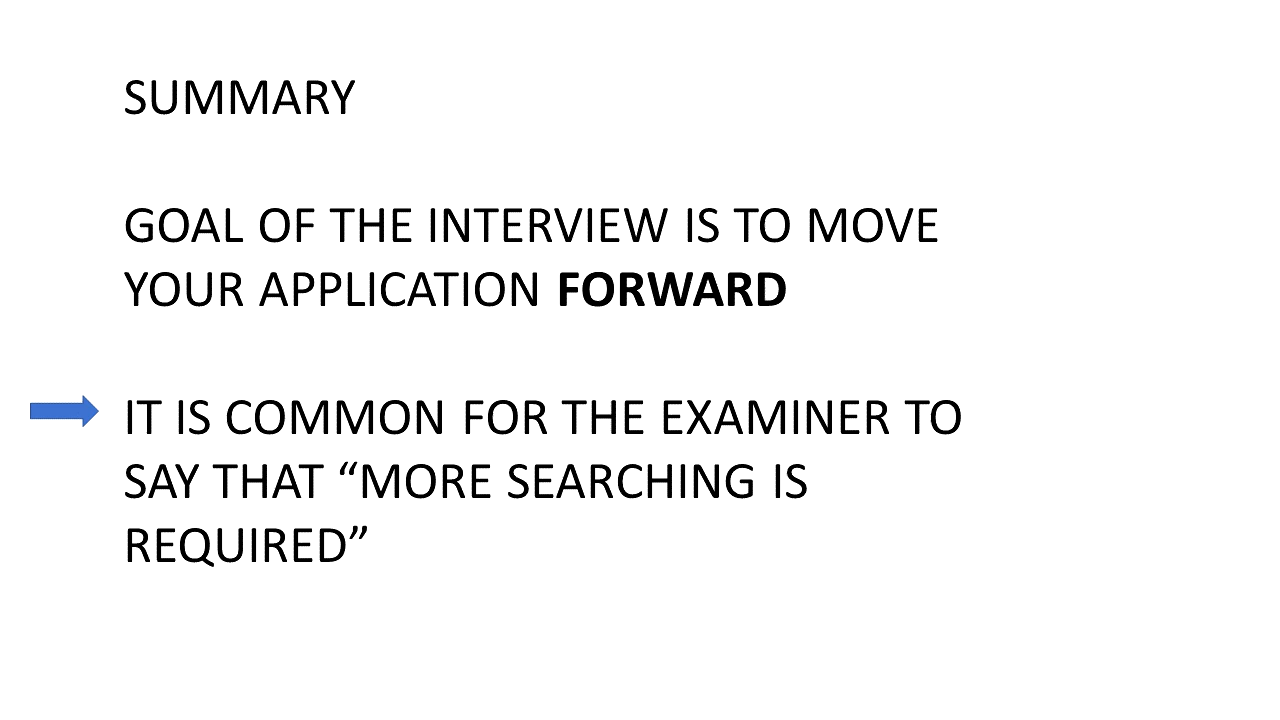 SUMMARY
GOAL OF THE INTERVIEW IS TO MOVE
YOUR APPLICATION FORWARD
IT IS COMMON FOR THE EXAMINER TO
SAY THAT “MORE SEARCHING IS
REQUIRED”